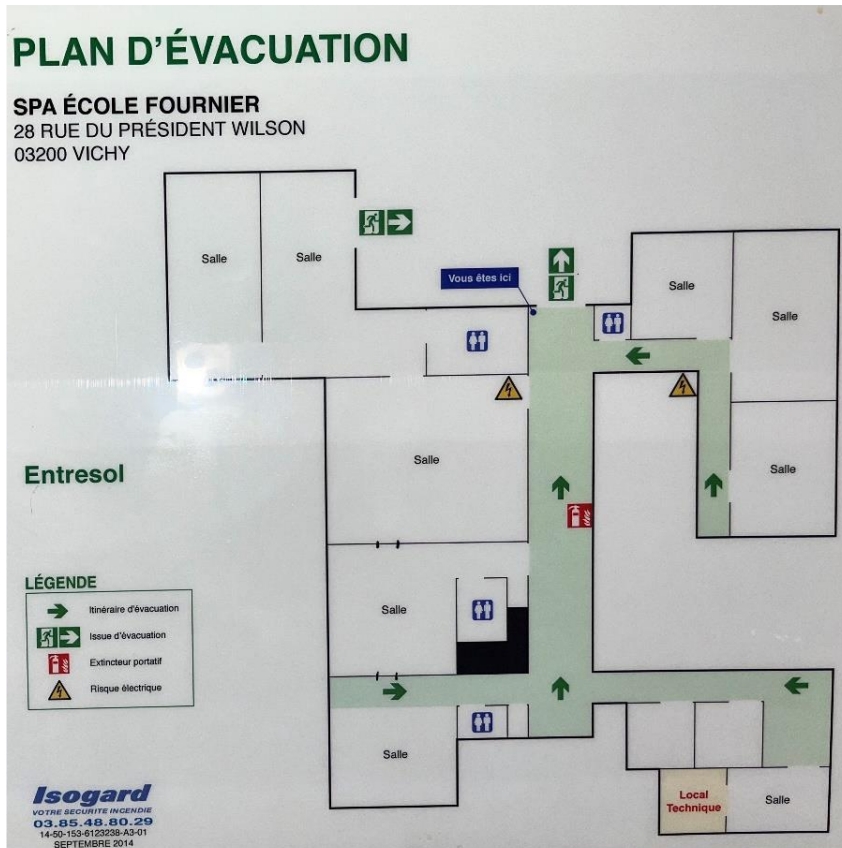 PLAN D'ÉVACUATION
SPA ÉCOLE FOURNIER
28 RUE DU PRÉSIDENT WILSON
03200 VICHY
Salle
Salle
Vous êtes ici
Salle
Salle
Salle
Salle
Entresol
Salle
Salle
Local
Technique
Salle
LÉGENDE
Itinéraire d'évacuation
Issue d'évacuation
Extincteur portatif
Risque électrique
Isogard
VOTRE SECURITE INCENDIE
03.85.48.80.29
14-50-153-6123238-A3-01
SEPTEMBRE 2014